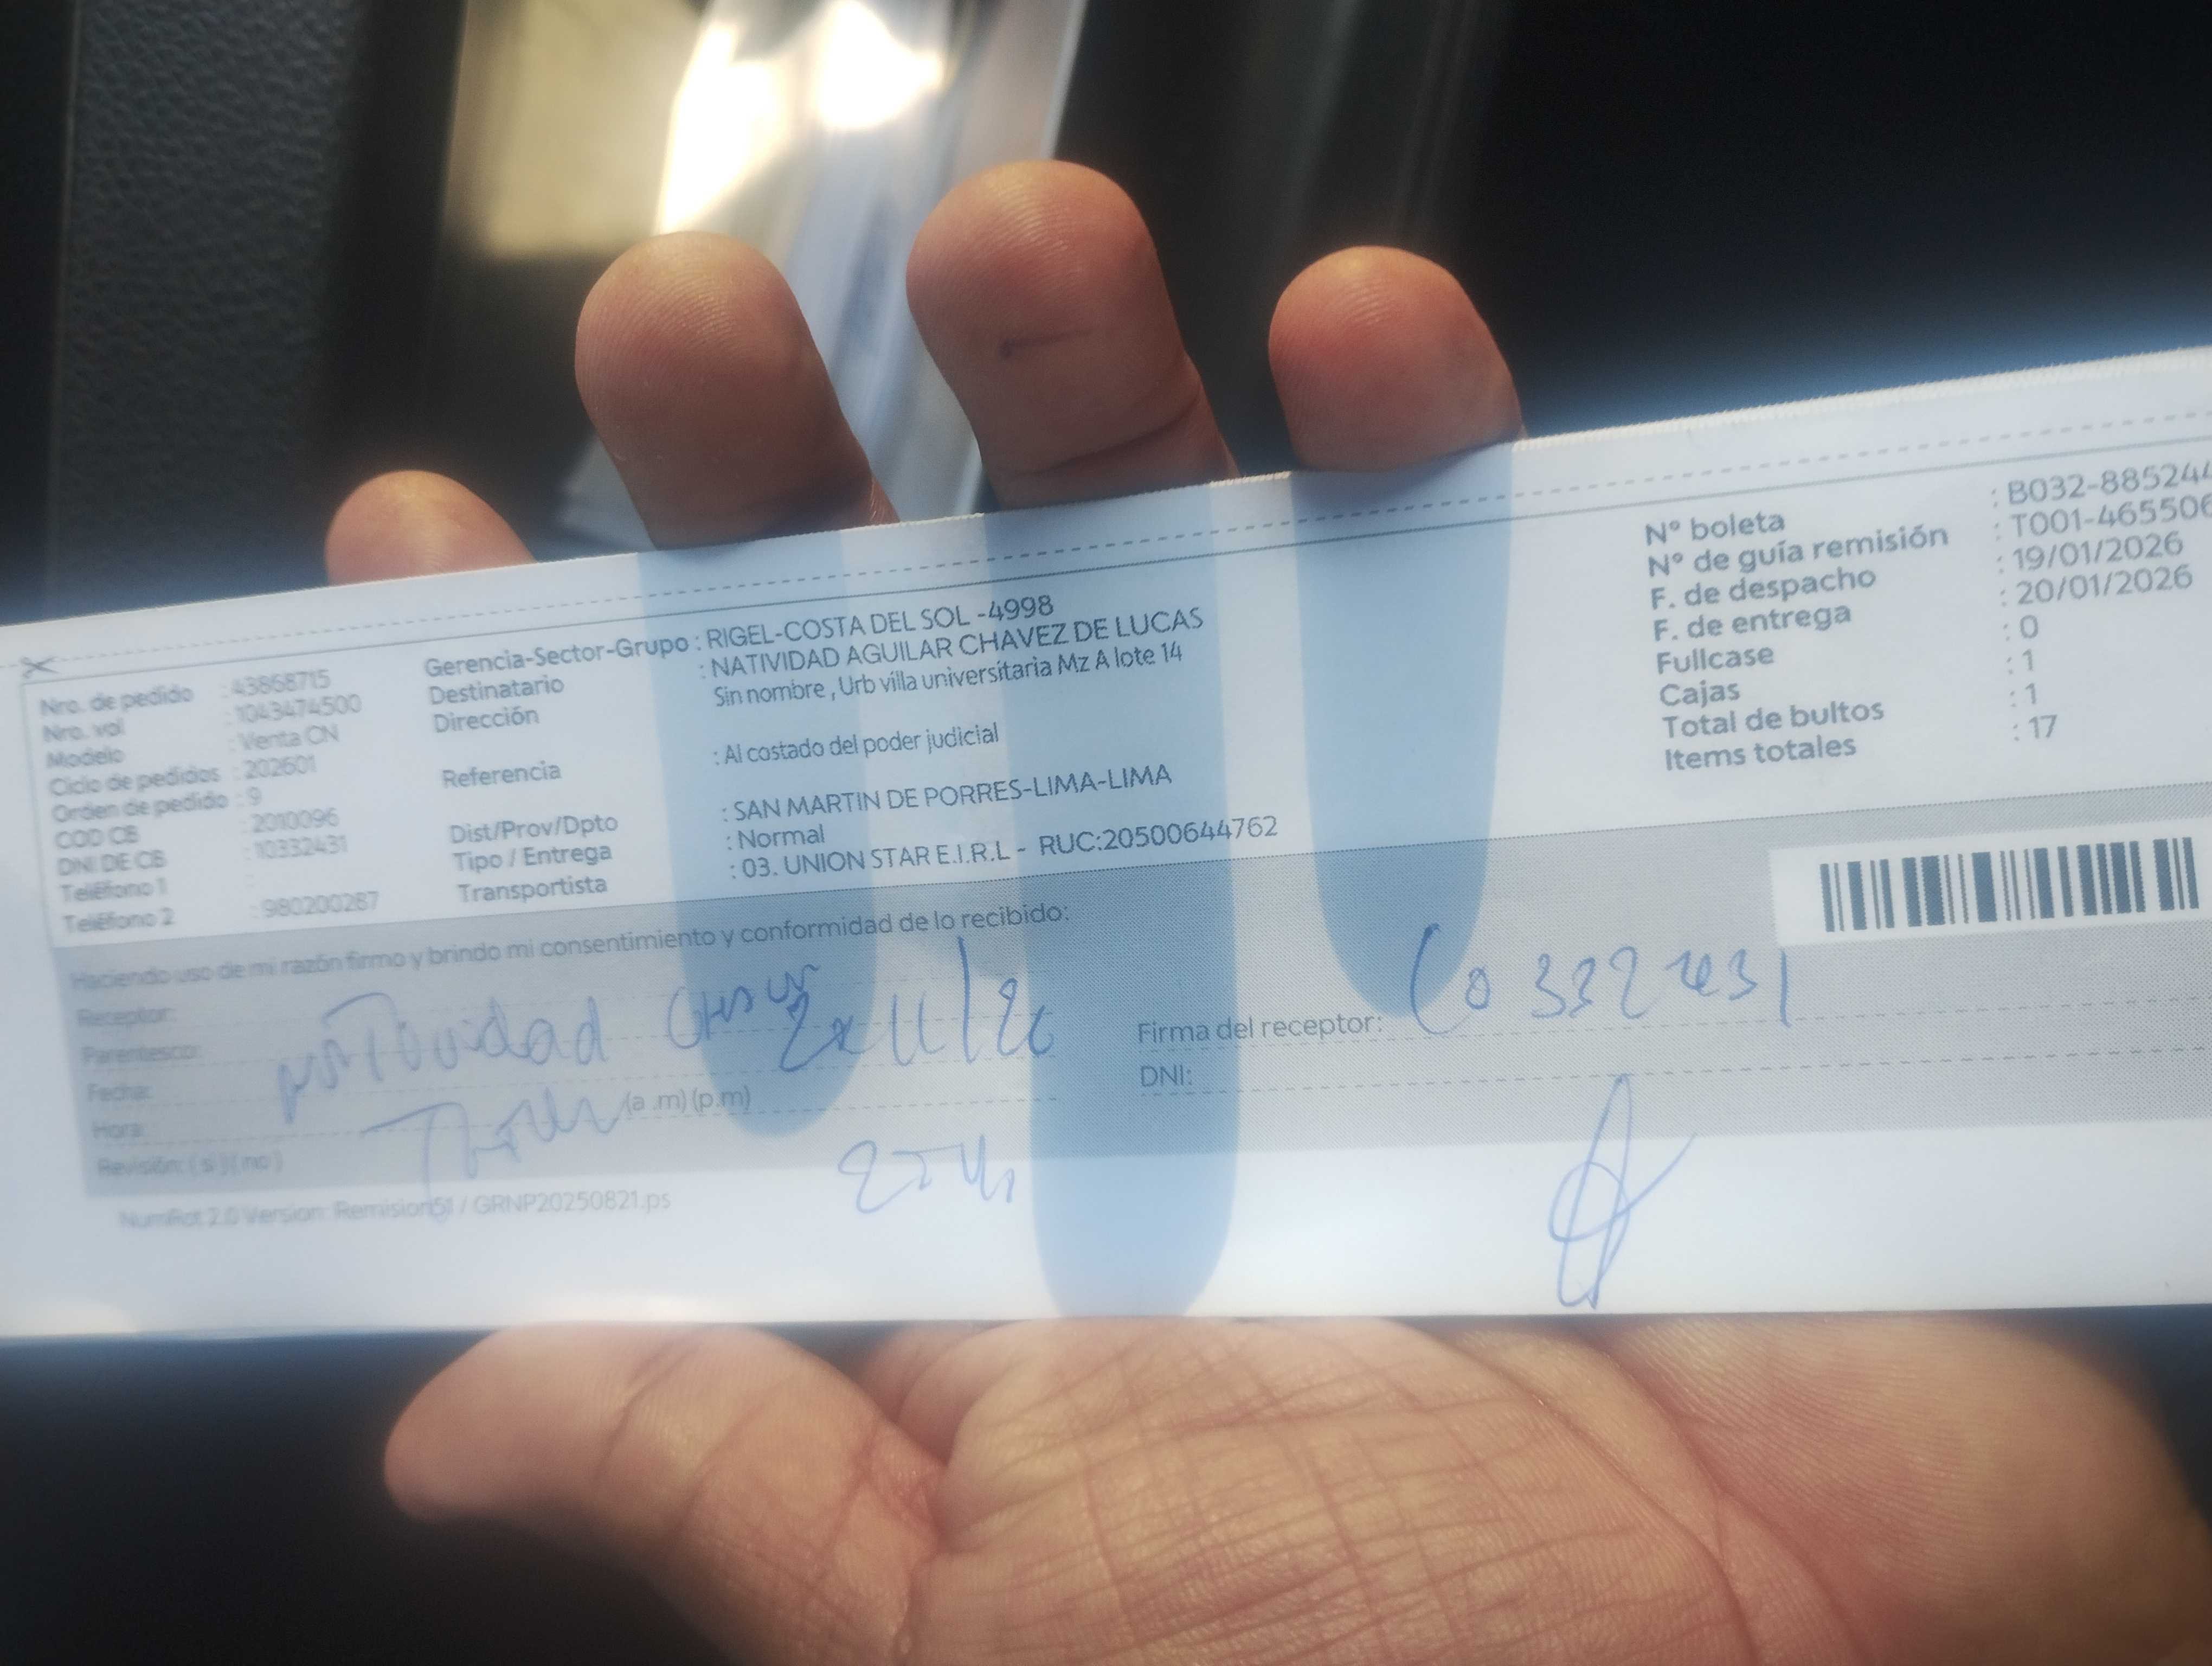 Nro. de pedido : 43868715
Nro. vol : 1043474500
Modelo : Venta CN
Ciclo de pedidos : 202601
Orden de pedido : 9
COD CB : 2010096
DNI DE CB : 10332431
Teléfono 1 :
Teléfono 2 : 980200287
Gerencia-Sector-Grupo : RIGEL-COSTA DEL SOL -4998
Destinatario : NATIVIDAD AGUILAR CHAVEZ DE LUCAS
Dirección Sin nombre , Urb villa universitaria Mz A lote 14
Referencia : Al costado del poder judicial
Dist/Prov/Dpto : SAN MARTIN DE PORRES-LIMA-LIMA
Tipo / Entrega : Normal
Transportista : 03. UNION STAR E.I.R.L - RUC:20500644762
N° boleta : B032-88524
N° de guía remisión : T001-465506
F. de despacho : 19/01/2026
F. de entrega : 20/01/2026
Fullcase : 0
Cajas : 1
Total de bultos : 1
Items totales : 17
Haciendo uso de mi razón firmo y brindo mi consentimiento y conformidad de lo recibido:
Receptor:
Parentesco:
Fecha:
Hora: (a .m) (p.m)
Revisión: ( si ) ( no )
Firma del receptor: 10332431
DNI:
NumRot 2.0 Version: Remision51 / GRNP20250821.ps